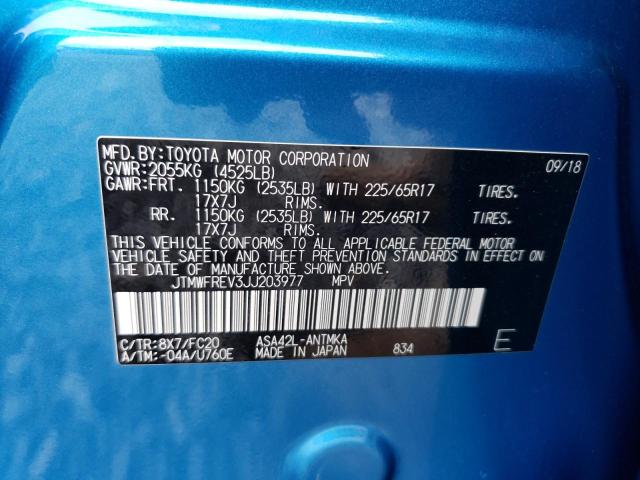 MFD.BY:TOYOTA MOTOR CORPORATION 09/18
GVWR:2055KG (4525LB)
GAWR:FRT. 1150KG (2535LB) WITH 225/65R17 TIRES.
17X7J RIMS.
RR. 1150KG (2535LB) WITH 225/65R17 TIRES.
17X7J RIMS.
THIS VEHICLE CONFORMS TO ALL APPLICABLE FEDERAL MOTOR
VEHICLE SAFETY AND THEFT PREVENTION STANDARDS IN EFFECT
ON THE DATE OF MANUFACTURE SHOWN ABOVE.
JTMWFREV3JJ203977 MPV
C/TR:8X7/FC20 ASA42L-ANTMKA
A/TM:-04A/U760E MADE IN JAPAN 834 E